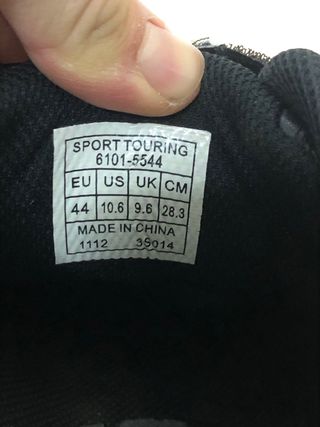 SPORT TOURING
6101-5544
EU US UK CM
44 10.6 9.6 28.3
MADE IN CHINA
1112 39014